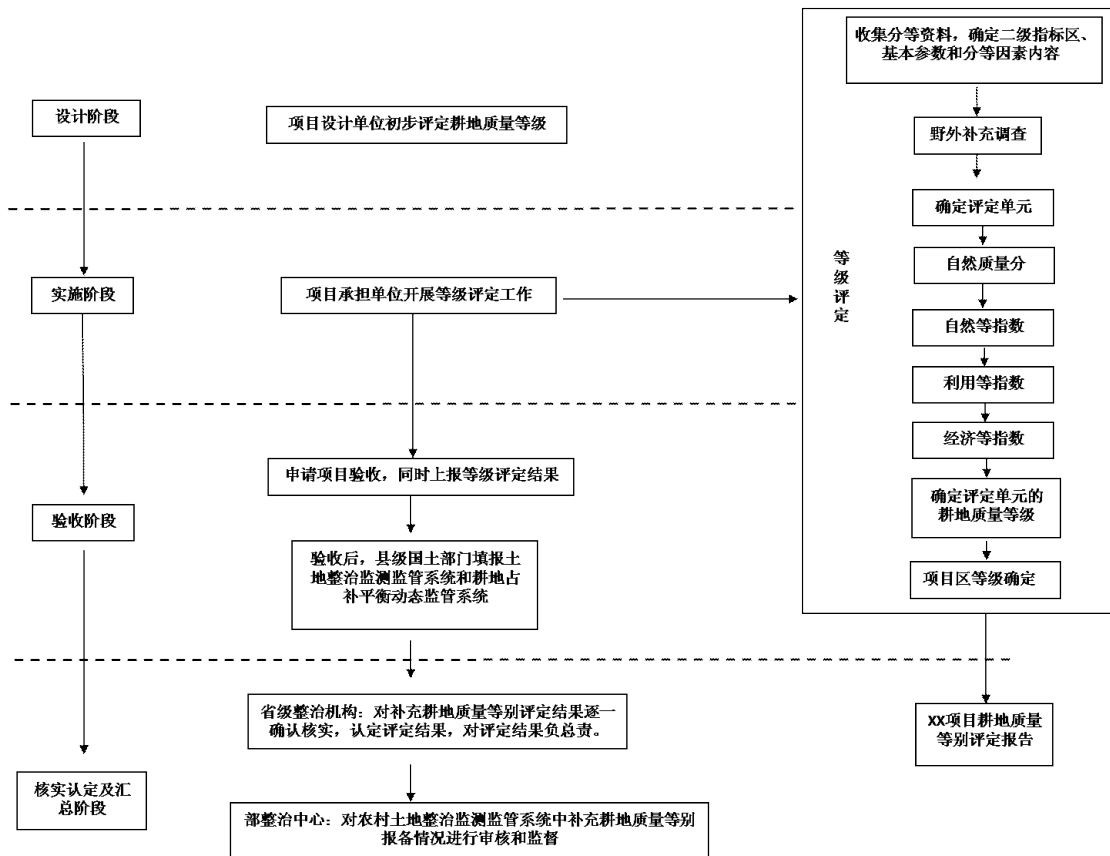 设计阶段
实施阶段
验收阶段
核实认定及汇
总阶段
项目设计单位初步评定耕地质量等级
项目承担单位开展等级评定工作
申请项目验收，同时上报等级评定结果
验收后，县级国土部门填报土
地整治监测监管系统和耕地占
补平衡动态监管系统
省级整治机构：对补充耕地质量等别评定结果逐一
确认核实，认定评定结果，对评定结果负总责。
部整治中心：对农村土地整治监测监管系统中补充耕地质量等别
报备情况进行审核和监督
等级评定
收集分等资料，确定二级指标区、
基本参数和分等因素内容
野外补充调查
确定评定单元
自然质量分
自然等指数
利用等指数
经济等指数
确定评定单元的
耕地质量等级
项目区等级确定
XX项目耕地质量
等别评定报告